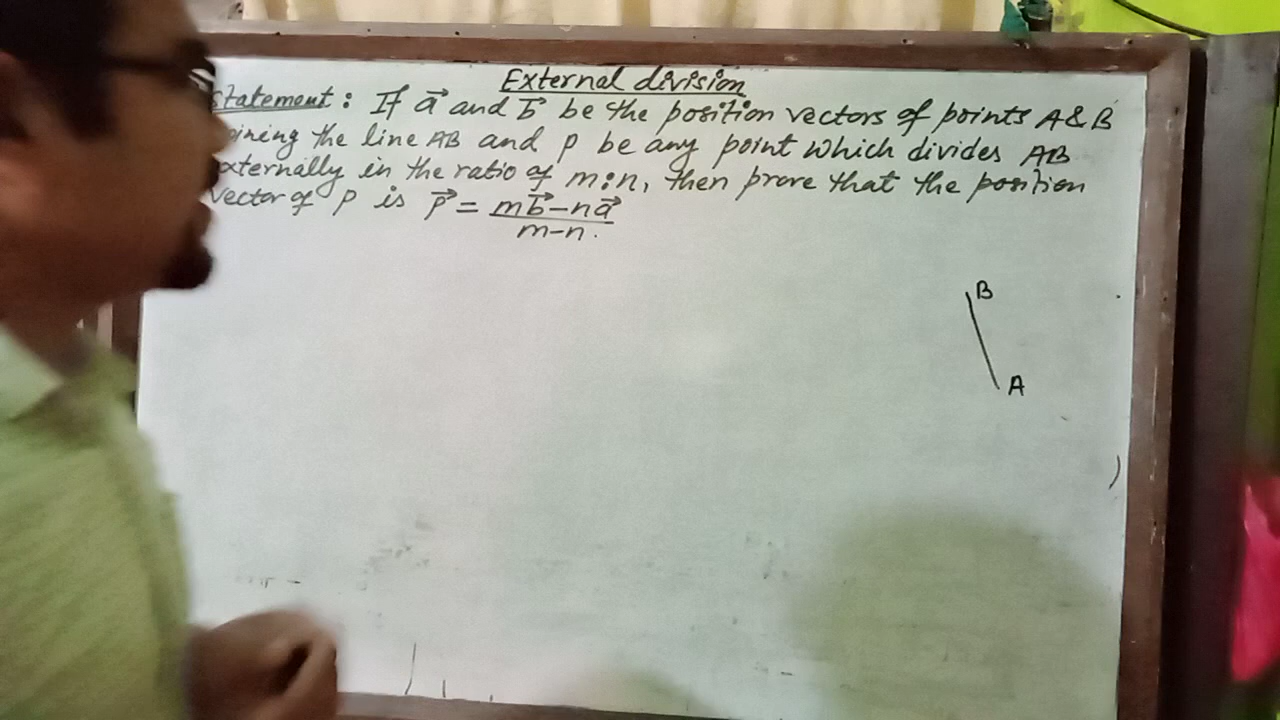 External division
Statement : If a⃗ and b⃗ be the position vectors of points A & B
the line AB and P be any point which divides AB
externally in the ratio of m:n, then prove that the position
vector of P is p⃗ = (mb⃗ - na⃗)/(m-n).
B
A